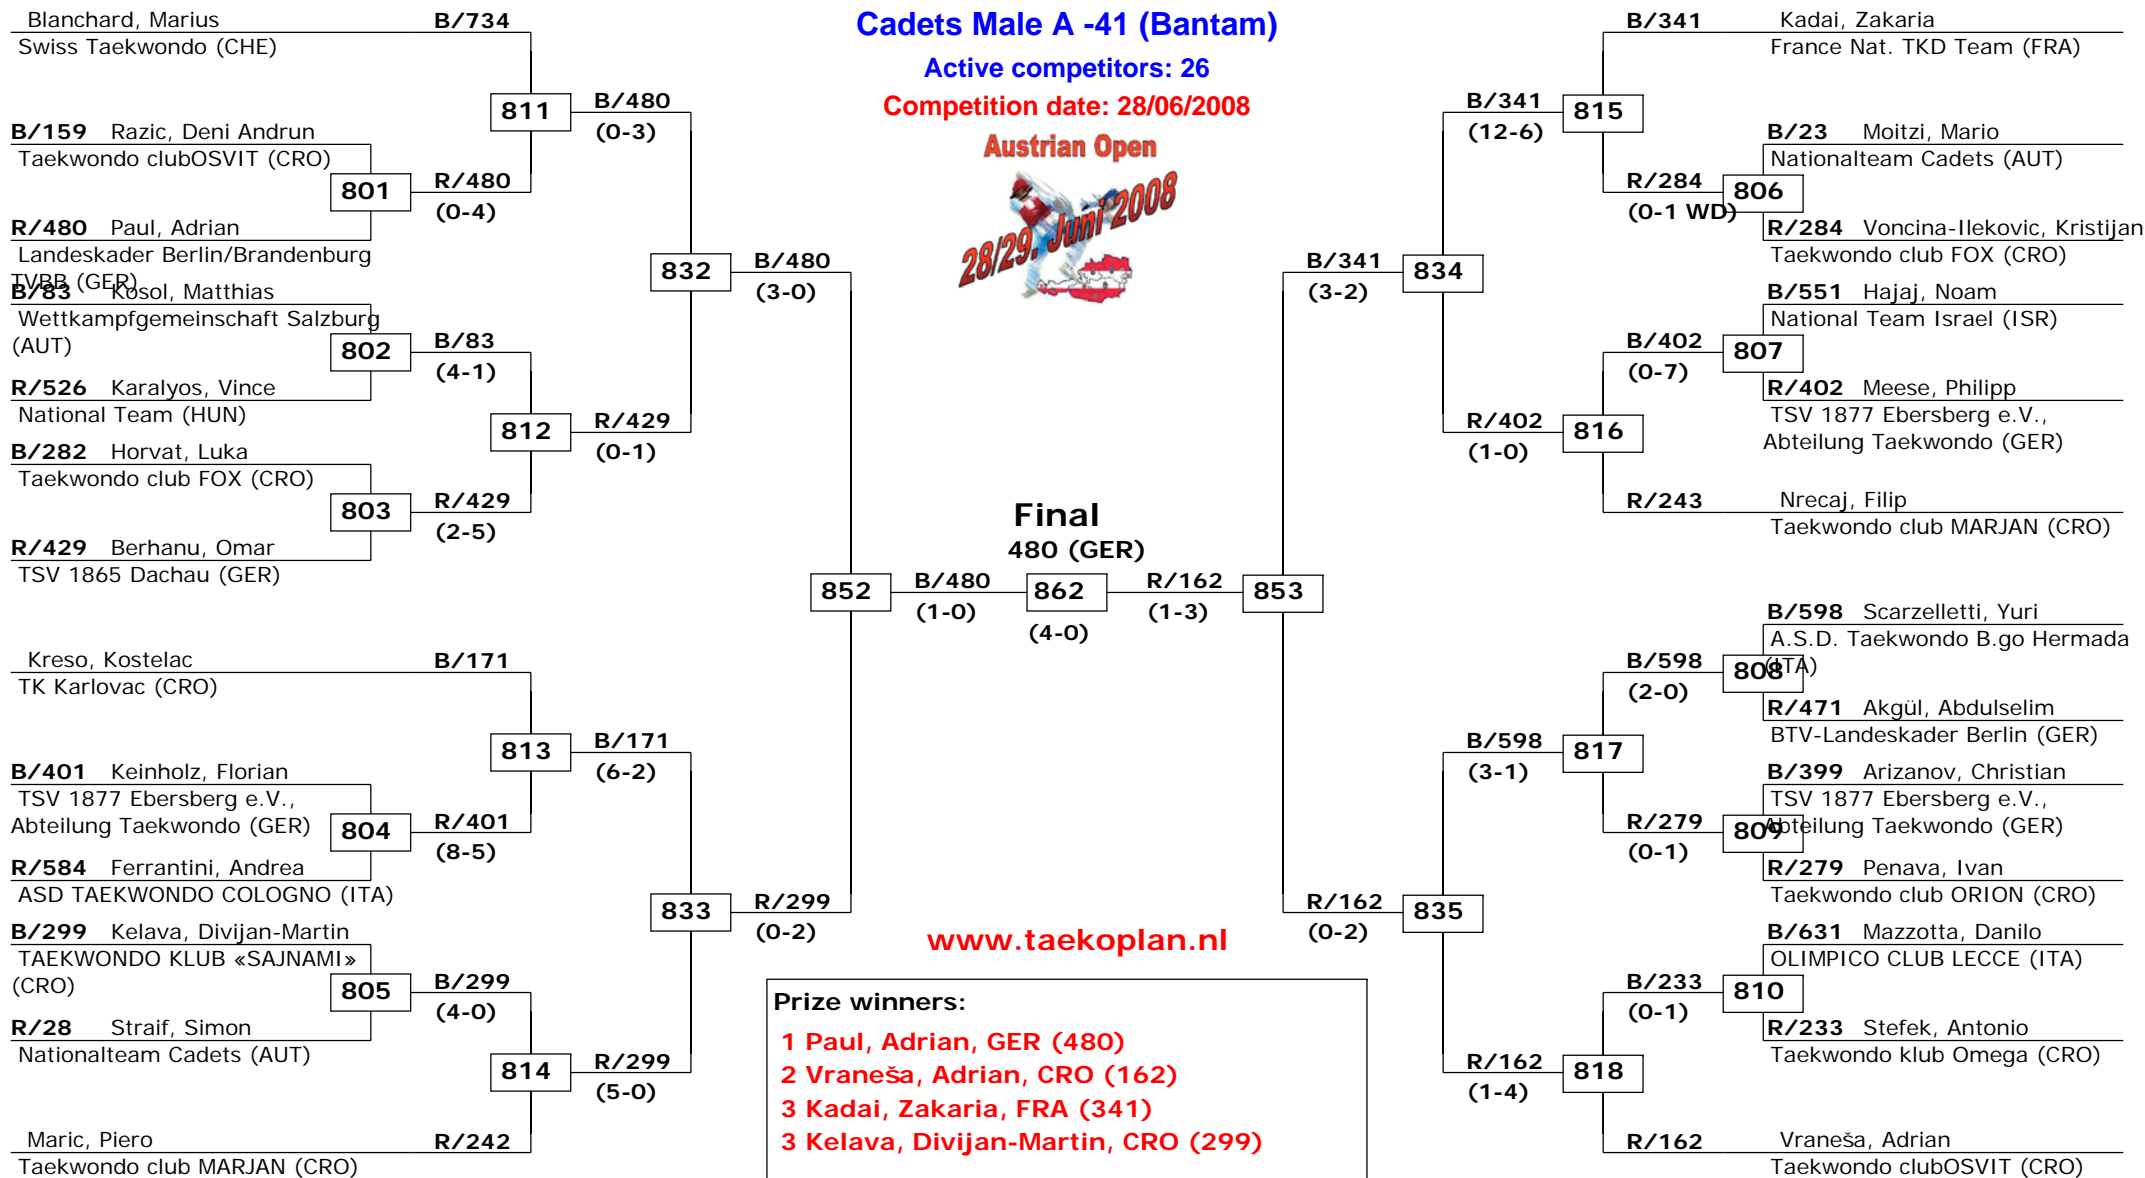 Cadets Male A -41 (Bantam)
Active competitors: 26
Competition date: 28/06/2008
Austrian Open
28/29. Juni 2008
Blanchard, Marius
B/734
Swiss Taekwondo (CHE)
811
B/480
(0-3)
B/159 Razic, Deni Andrun
Taekwondo clubOSVIT (CRO)
801
R/480
(0-4)
R/480 Paul, Adrian
Landeskader Berlin/Brandenburg
TVBB (GER)
832
B/480
(3-0)
B/83 Kosol, Matthias
Wettkampfgemeinschaft Salzburg
(AUT)
802
B/83
(4-1)
R/526 Karalyos, Vince
National Team (HUN)
812
R/429
(0-1)
B/282 Horvat, Luka
Taekwondo club FOX (CRO)
803
R/429
(2-5)
R/429 Berhanu, Omar
TSV 1865 Dachau (GER)
852
B/480
(1-0)
Kreso, Kostelac
B/171
TK Karlovac (CRO)
813
B/171
(6-2)
B/401 Keinholz, Florian
TSV 1877 Ebersberg e.V.,
Abteilung Taekwondo (GER)
804
R/401
(8-5)
R/584 Ferrantini, Andrea
ASD TAEKWONDO COLOGNO (ITA)
833
R/299
(0-2)
B/299 Kelava, Divijan-Martin
TAEKWONDO KLUB «SAJNAMI»
(CRO)
805
B/299
(4-0)
R/28 Straif, Simon
Nationalteam Cadets (AUT)
814
R/299
(5-0)
Maric, Piero
R/242
Taekwondo club MARJAN (CRO)
Final
480 (GER)
862
(4-0)
R/162
(1-3)
853
B/341 Kadai, Zakaria
France Nat. TKD Team (FRA)
B/341
(12-6)
815
B/23 Moitzi, Mario
Nationalteam Cadets (AUT)
R/284
(0-1 WD)
806
R/284 Voncina-Ilekovic, Kristijan
Taekwondo club FOX (CRO)
B/341
(3-2)
834
B/551 Hajaj, Noam
National Team Israel (ISR)
B/402
(0-7)
807
R/402 Meese, Philipp
TSV 1877 Ebersberg e.V.,
Abteilung Taekwondo (GER)
R/402
(1-0)
816
R/243 Nrecaj, Filip
Taekwondo club MARJAN (CRO)
B/598 Scarzelletti, Yuri
A.S.D. Taekwondo B.go Hermada
(ITA)
B/598
(2-0)
808
R/471 Akgül, Abdulselim
BTV-Landeskader Berlin (GER)
B/598
(3-1)
817
B/399 Arizanov, Christian
TSV 1877 Ebersberg e.V.,
Abteilung Taekwondo (GER)
R/279
(0-1)
809
R/279 Penava, Ivan
Taekwondo club ORION (CRO)
R/162
(0-2)
835
B/631 Mazzotta, Danilo
OLIMPICO CLUB LECCE (ITA)
B/233
(0-1)
810
R/233 Stefek, Antonio
Taekwondo klub Omega (CRO)
R/162
(1-4)
818
R/162 Vraneša, Adrian
Taekwondo clubOSVIT (CRO)
www.taekoplan.nl
Prize winners:
1 Paul, Adrian, GER (480)
2 Vraneša, Adrian, CRO (162)
3 Kadai, Zakaria, FRA (341)
3 Kelava, Divijan-Martin, CRO (299)